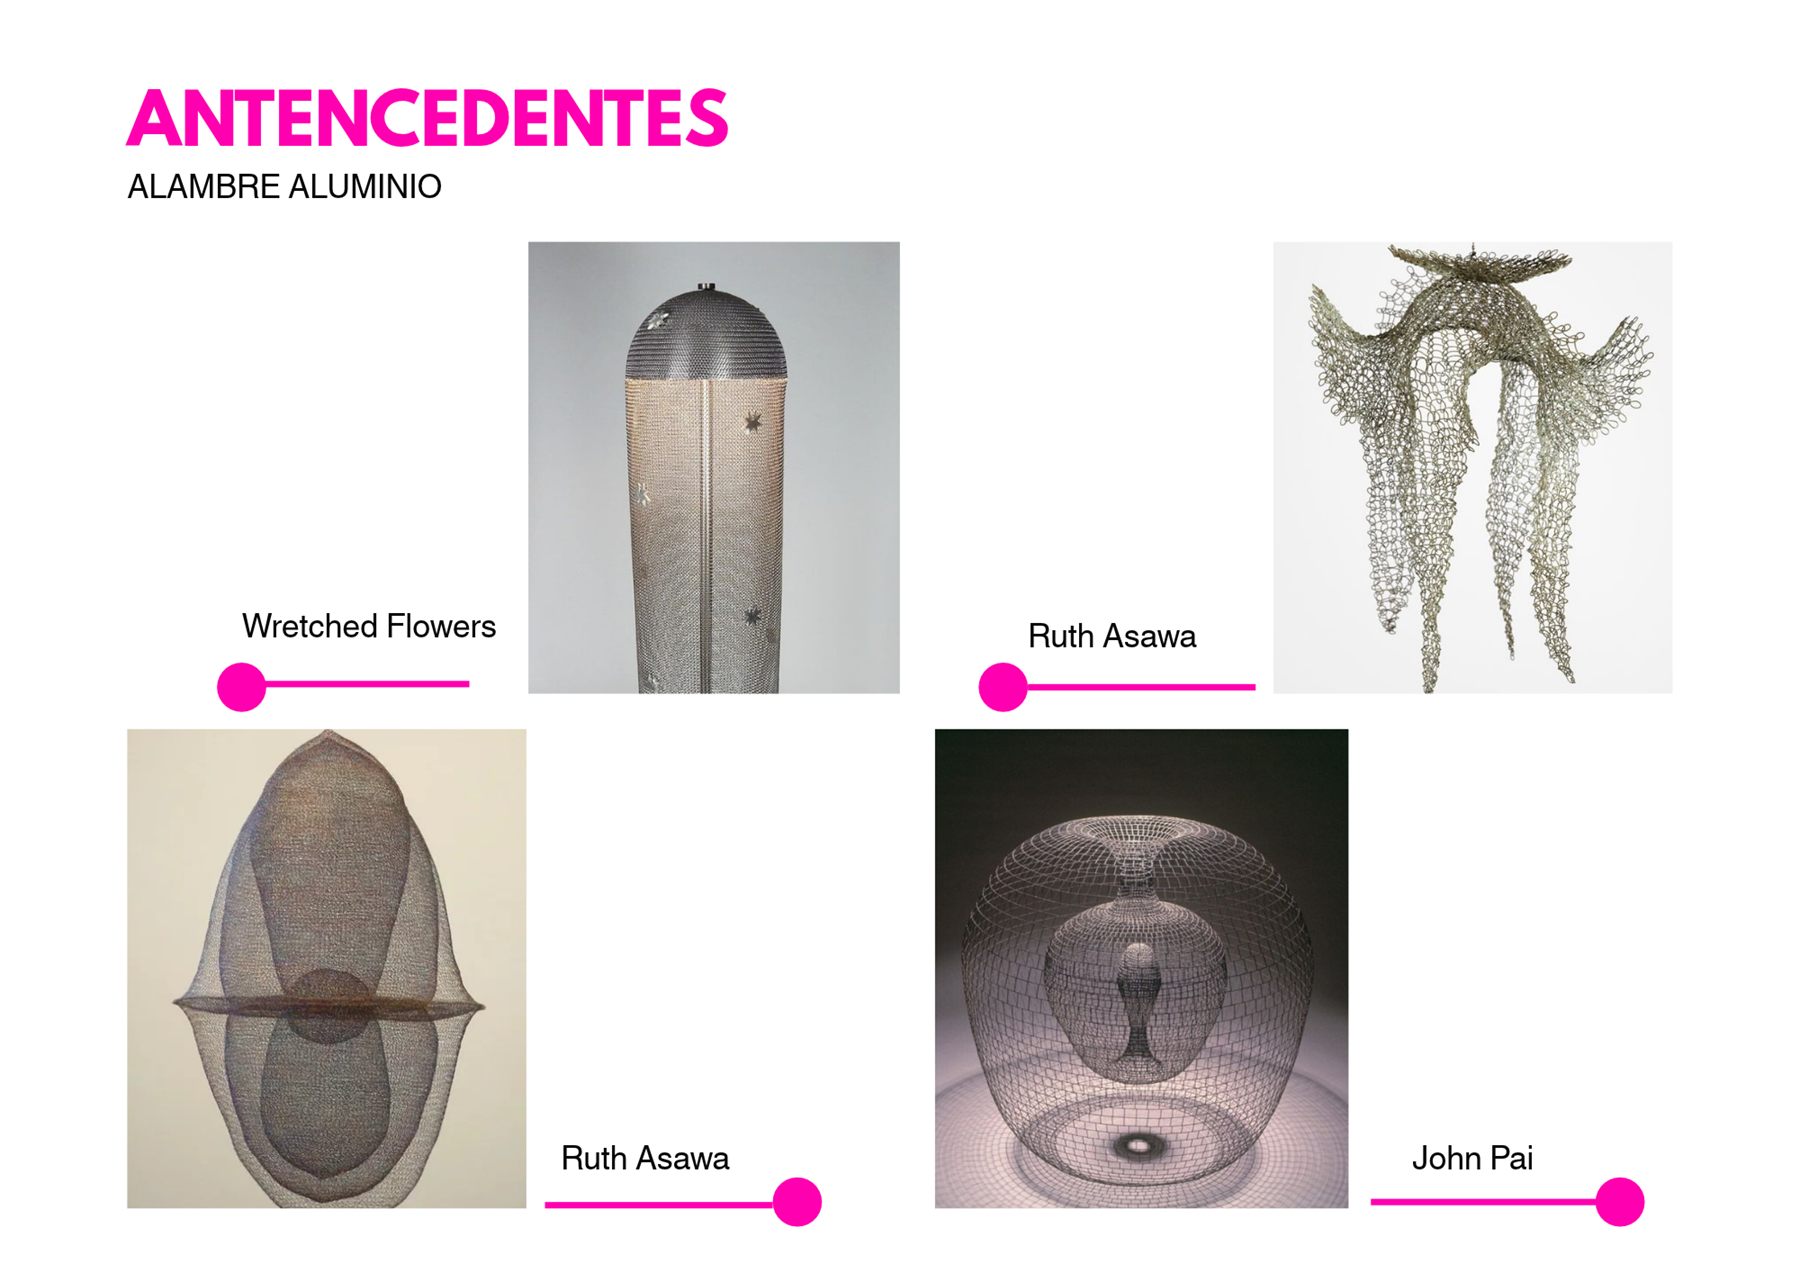 ANTENCEDENTES
ALAMBRE ALUMINIO
Wretched Flowers
Ruth Asawa
Ruth Asawa
John Pai